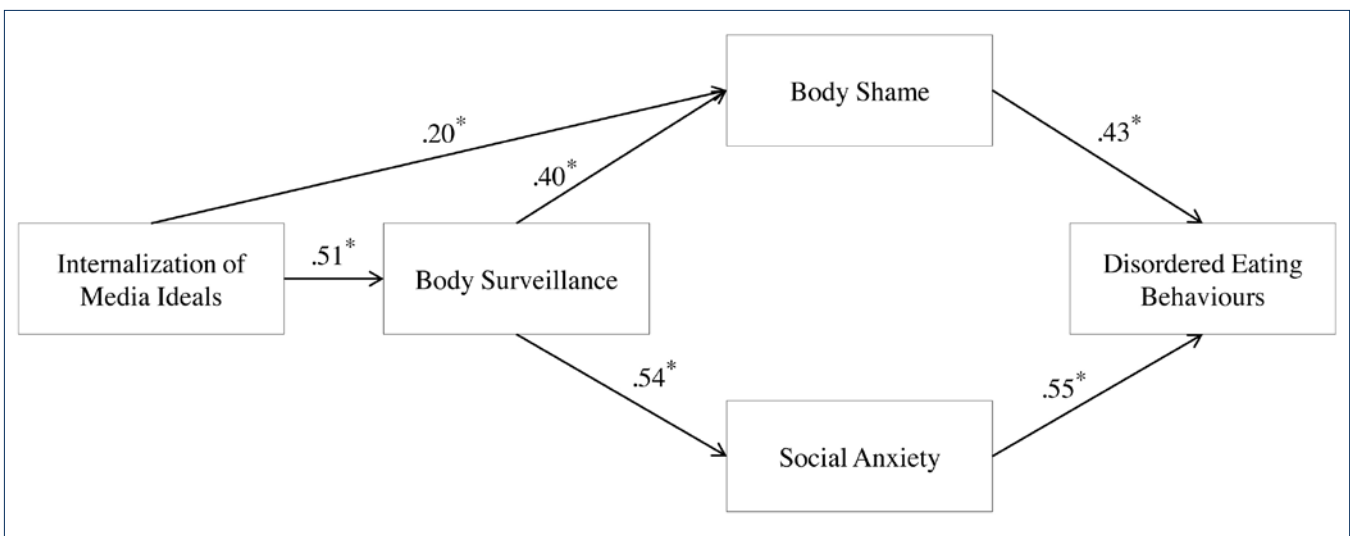 Body Shame
.20*
.43*
.40*
Internalization of
Media Ideals
.51*
Body Surveillance
Disordered Eating
Behaviours
.54*
.55*
Social Anxiety